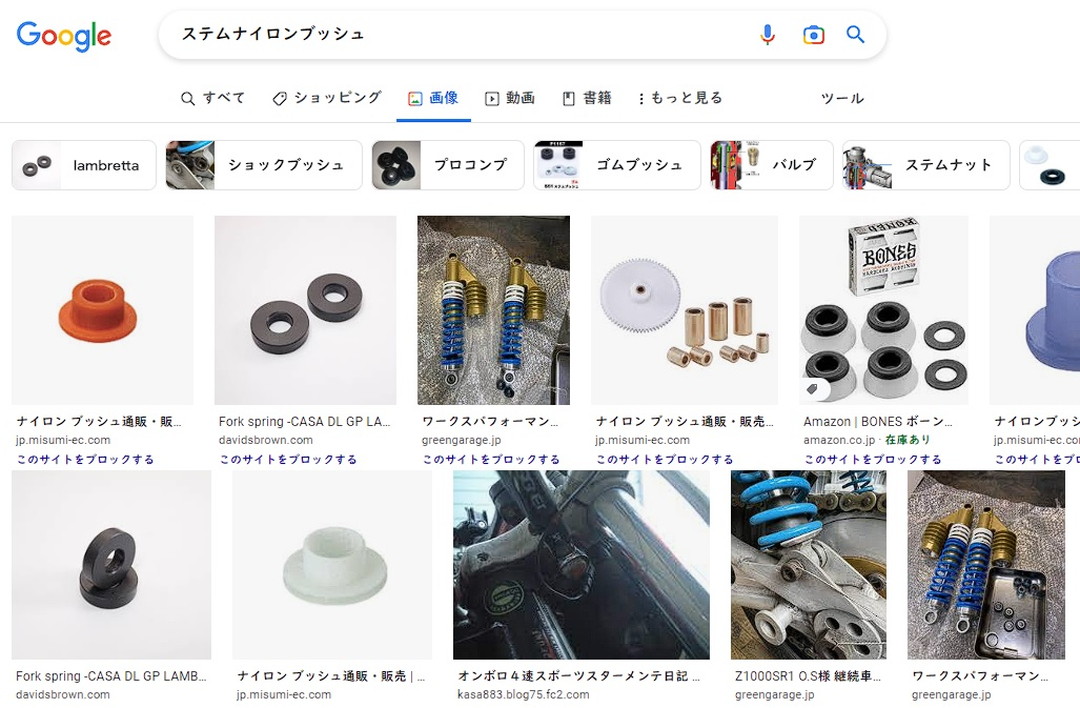 Google
ステムナイロンブッシュ
すべて
ショッピング
画像
動画
書籍
もっと見る
ツール
lambretta
ショックブッシュ
プロコンプ
ゴムブッシュ
バルブ
ステムナット
BONES
ナイロン ブッシュ通販・販...
jp.misumi-ec.com
このサイトをブロックする
Fork spring -CASA DL GP LA...
davidsbrown.com
このサイトをブロックする
ワークスパフォーマン...
greengarage.jp
このサイトをブロックする
ナイロン ブッシュ通販・販売...
jp.misumi-ec.com
このサイトをブロックする
Amazon | BONES ボーン...
amazon.co.jp · 在庫あり
このサイトをブロックする
ナイロンブッ
jp.misumi-ec.co
このサイトをブ
Fork spring -CASA DL GP LAMB...
davidsbrown.com
ナイロン ブッシュ通販・販売 | ...
jp.misumi-ec.com
オンボロ４速スポーツスターメンテ日記 ...
kasa883.blog75.fc2.com
Z1000SR1 O.S様 継続車...
greengarage.jp
ワークスパフォーマン...
greengarage.jp